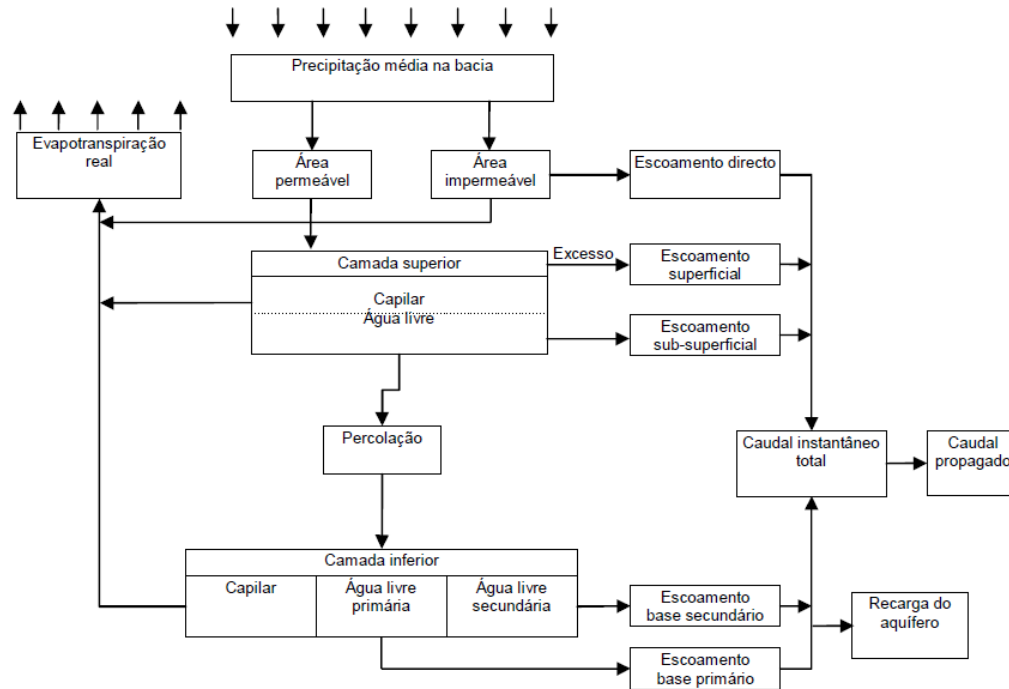 Precipitação média na bacia
Evapotranspiração
real
Área
permeável
Área
impermeável
Escoamento directo
Camada superior
Excesso
Escoamento
superficial
Capilar
Água livre
Escoamento
sub-superficial
Percolação
Caudal instantâneo
total
Caudal
propagado
Camada inferior
Capilar
Água livre
primária
Água livre
secundária
Escoamento
base secundário
Recarga do
aquífero
Escoamento
base primário